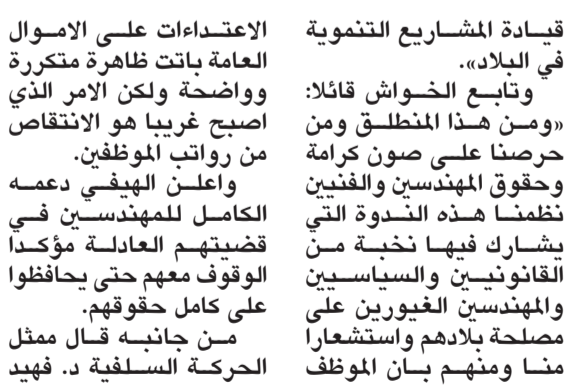 قيادة المشاريع التنموية
في البلاد».
وتابع الخواش قائلا:
«ومن هذا المنطلق ومن
حرصنا على صون كرامة
وحقوق المهندسين والفنيين
نظمنا هذه الندوة التي
يشارك فيها نخبة من
القانونيين والسياسيين
والمهندسين الغيورين على
مصلحة بلادهم واستشعارا
منا ومنهم بان الموظف
الاعتداءات على الاموال
العامة باتت ظاهرة متكررة
وواضحة ولكن الامر الذي
اصبح غريبا هو الانتقاص
من رواتب الموظفين.
واعلن الهيفي دعمه
الكامل للمهندسين في
قضيتهم العادلة مؤكدا
الوقوف معهم حتى يحافظوا
على كامل حقوقهم.
من جانبه قال ممثل
الحركة السلفية د. فهيد